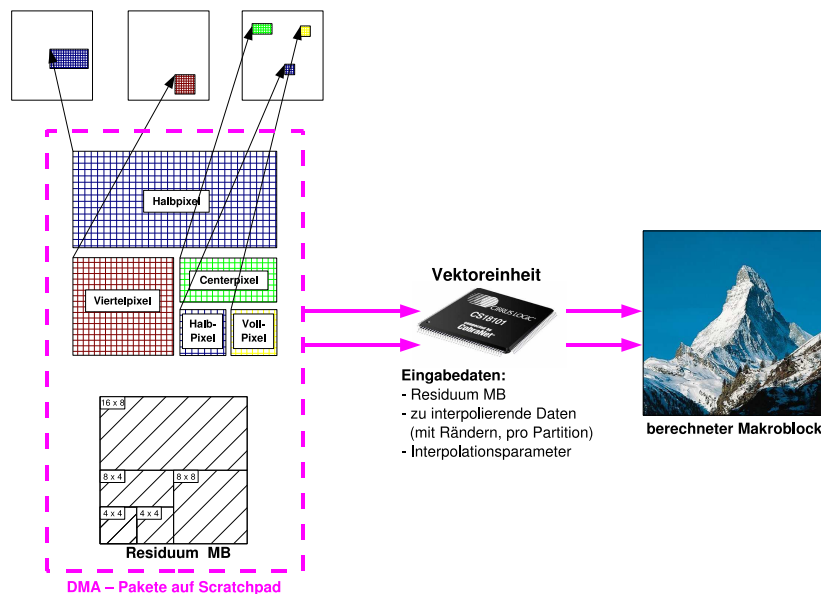 Halbpixel
Viertelpixel
Centerpixel
Halb-
Pixel
Voll-
Pixel
16 x 8
8 x 4
8 x 8
4 x 4
4 x 4
Residuum MB
DMA – Pakete auf Scratchpad
Vektoreinheit
CIRRUS LOGIC
CS18101
CobraNet
Eingabedaten:
- Residuum MB
- zu interpolierende Daten
(mit Rändern, pro Partition)
- Interpolationsparameter
berechneter Makroblock